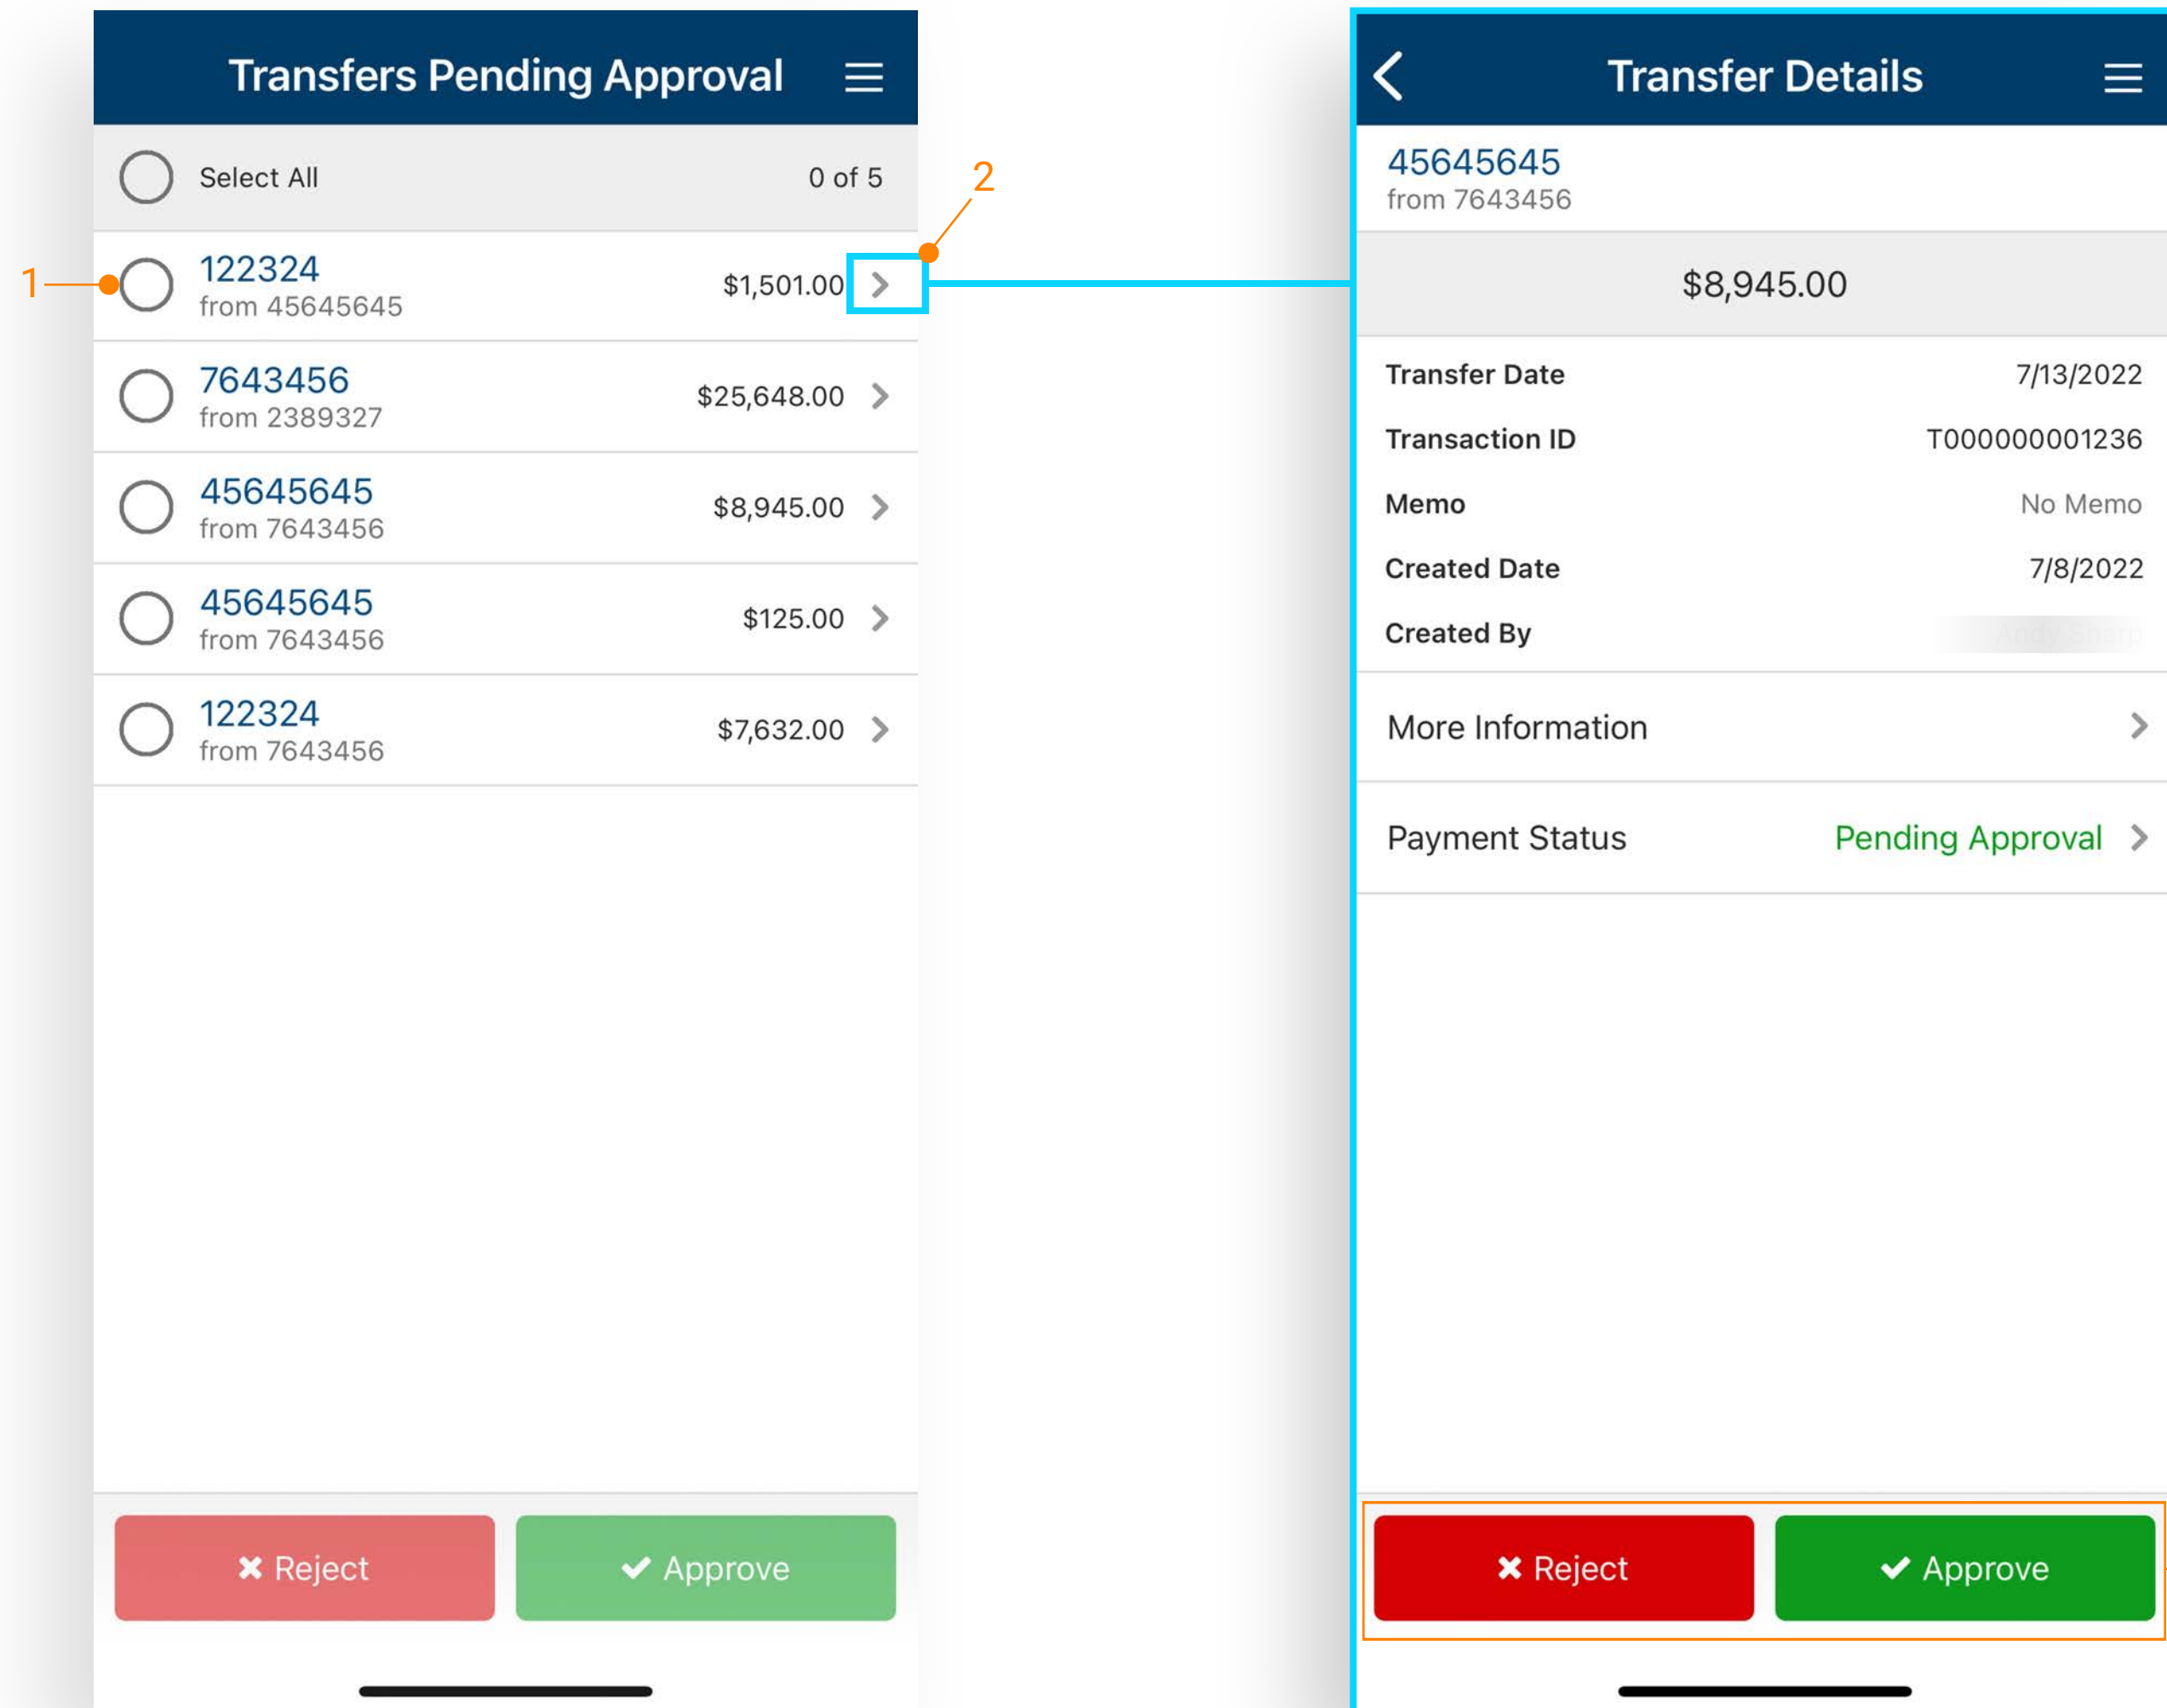 Transfers Pending Approval
Select All 0 of 5
2
1
122324
from 45645645
$1,501.00
7643456
from 2389327
$25,648.00
45645645
from 7643456
$8,945.00
45645645
from 7643456
$125.00
122324
from 7643456
$7,632.00
Reject
Approve
Transfer Details
45645645
from 7643456
$8,945.00
Transfer Date 7/13/2022
Transaction ID T000000001236
Memo No Memo
Created Date 7/8/2022
Created By Andy Sharp
More Information
Payment Status Pending Approval
Reject
Approve